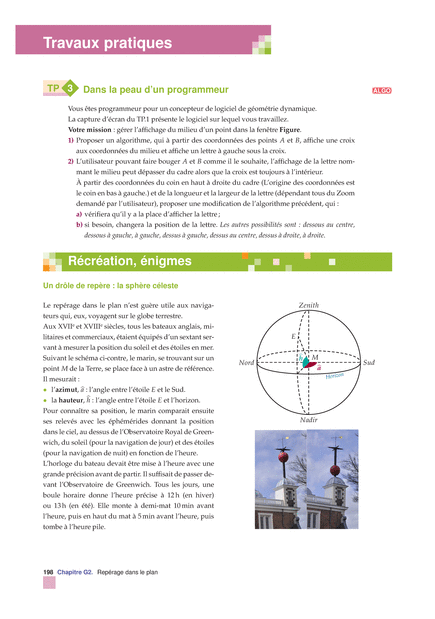 Travaux pratiques
TP 3 Dans la peau d'un programmeur
ALGO
Vous êtes programmeur pour un concepteur de logiciel de géométrie dynamique.
La capture d'écran du TP.1 présente le logiciel sur lequel vous travaillez.
Votre mission : gérer l'affichage du milieu d'un point dans la fenêtre Figure.
1) Proposer un algorithme, qui à partir des coordonnées des points A et B, affiche une croix
aux coordonnées du milieu et affiche un lettre à gauche sous la croix.
2) L'utilisateur pouvant faire bouger A et B comme il le souhaite, l'affichage de la lettre nom-
mant le milieu peut dépasser du cadre alors que la croix est toujours à l'intérieur.
À partir des coordonnées du coin en haut à droite du cadre (L'origine des coordonnées est
le coin en bas à gauche.) et de la longueur et la largeur de la lettre (dépendant tous du Zoom
demandé par l'utilisateur), proposer une modification de l'algorithme précédent, qui :
a) vérifiera qu'il y a la place d'afficher la lettre ;
b) si besoin, changera la position de la lettre. Les autres possibilités sont : dessous au centre,
dessous à gauche, à gauche, dessus à gauche, dessus au centre, dessus à droite, à droite.
Récréation, énigmes
Un drôle de repère : la sphère céleste
Le repérage dans le plan n'est guère utile aux naviga-
teurs qui, eux, voyagent sur le globe terrestre.
Aux XVIIᵉ et XVIIIᵉ siècles, tous les bateaux anglais, mi-
litaires et commerciaux, étaient équipés d'un sextant ser-
vant à mesurer la position du soleil et des étoiles en mer.
Suivant le schéma ci-contre, le marin, se trouvant sur un
point M de la Terre, se place face à un astre de référence.
Il mesurait :
• l'azimut, â : l'angle entre l'étoile E et le Sud.
• la hauteur, ĥ : l'angle entre l'étoile E et l'horizon.
Pour connaître sa position, le marin comparait ensuite
ses relevés avec les éphémérides donnant la position
dans le ciel, au dessus de l'Observatoire Royal de Green-
wich, du soleil (pour la navigation de jour) et des étoiles
(pour la navigation de nuit) en fonction de l'heure.
L'horloge du bateau devait être mise à l'heure avec une
grande précision avant de partir. Il suffisait de passer de-
vant l'Observatoire de Greenwich. Tous les jours, une
boule horaire donne l'heure précise à 12 h (en hiver)
ou 13 h (en été). Elle monte à demi-mat 10 min avant
l'heure, puis en haut du mat à 5 min avant l'heure, puis
tombe à l'heure pile.
Zenith
E
ĥ
M
Nord
Sud
â
Horizon
Nadir
198 Chapitre G2. Repérage dans le plan